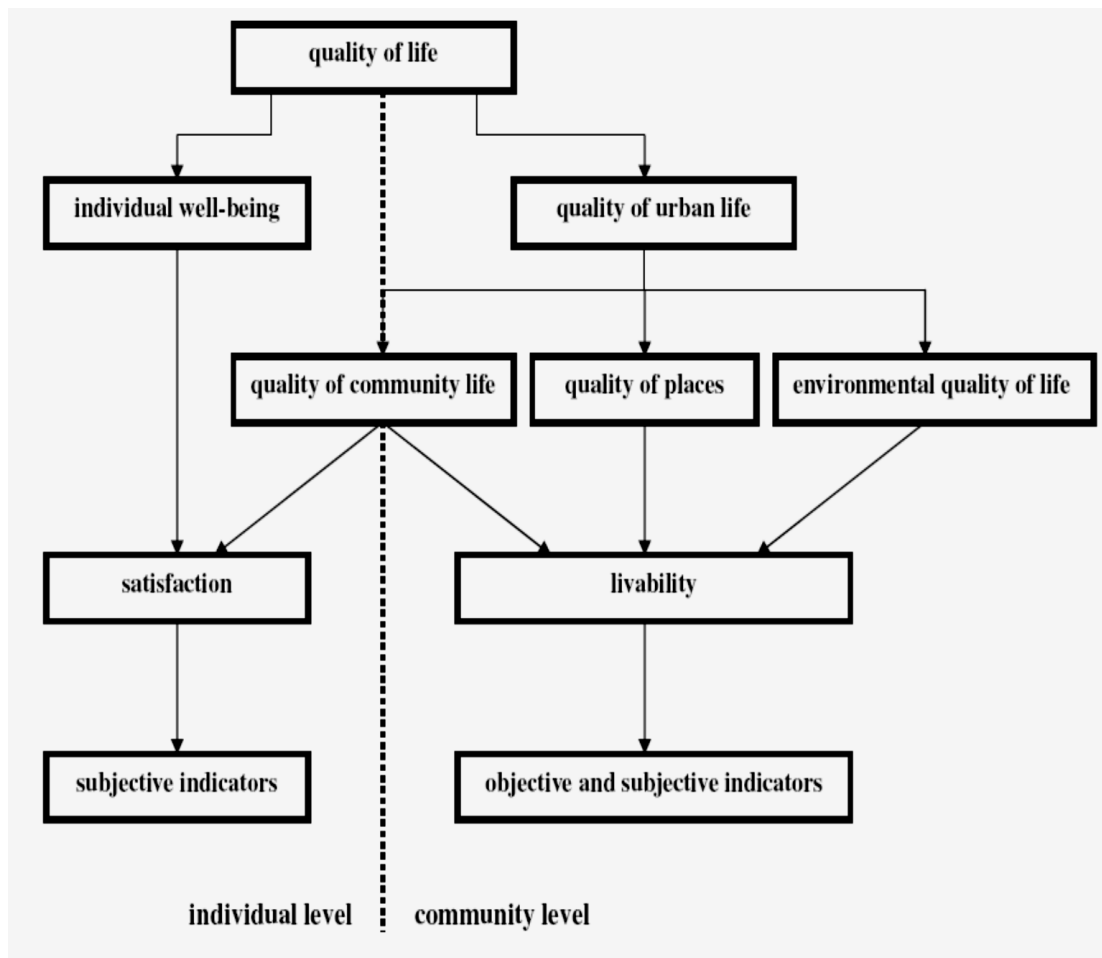 quality of life
individual well-being
quality of urban life
quality of community life
quality of places
environmental quality of life
satisfaction
livability
subjective indicators
objective and subjective indicators
individual level
community level